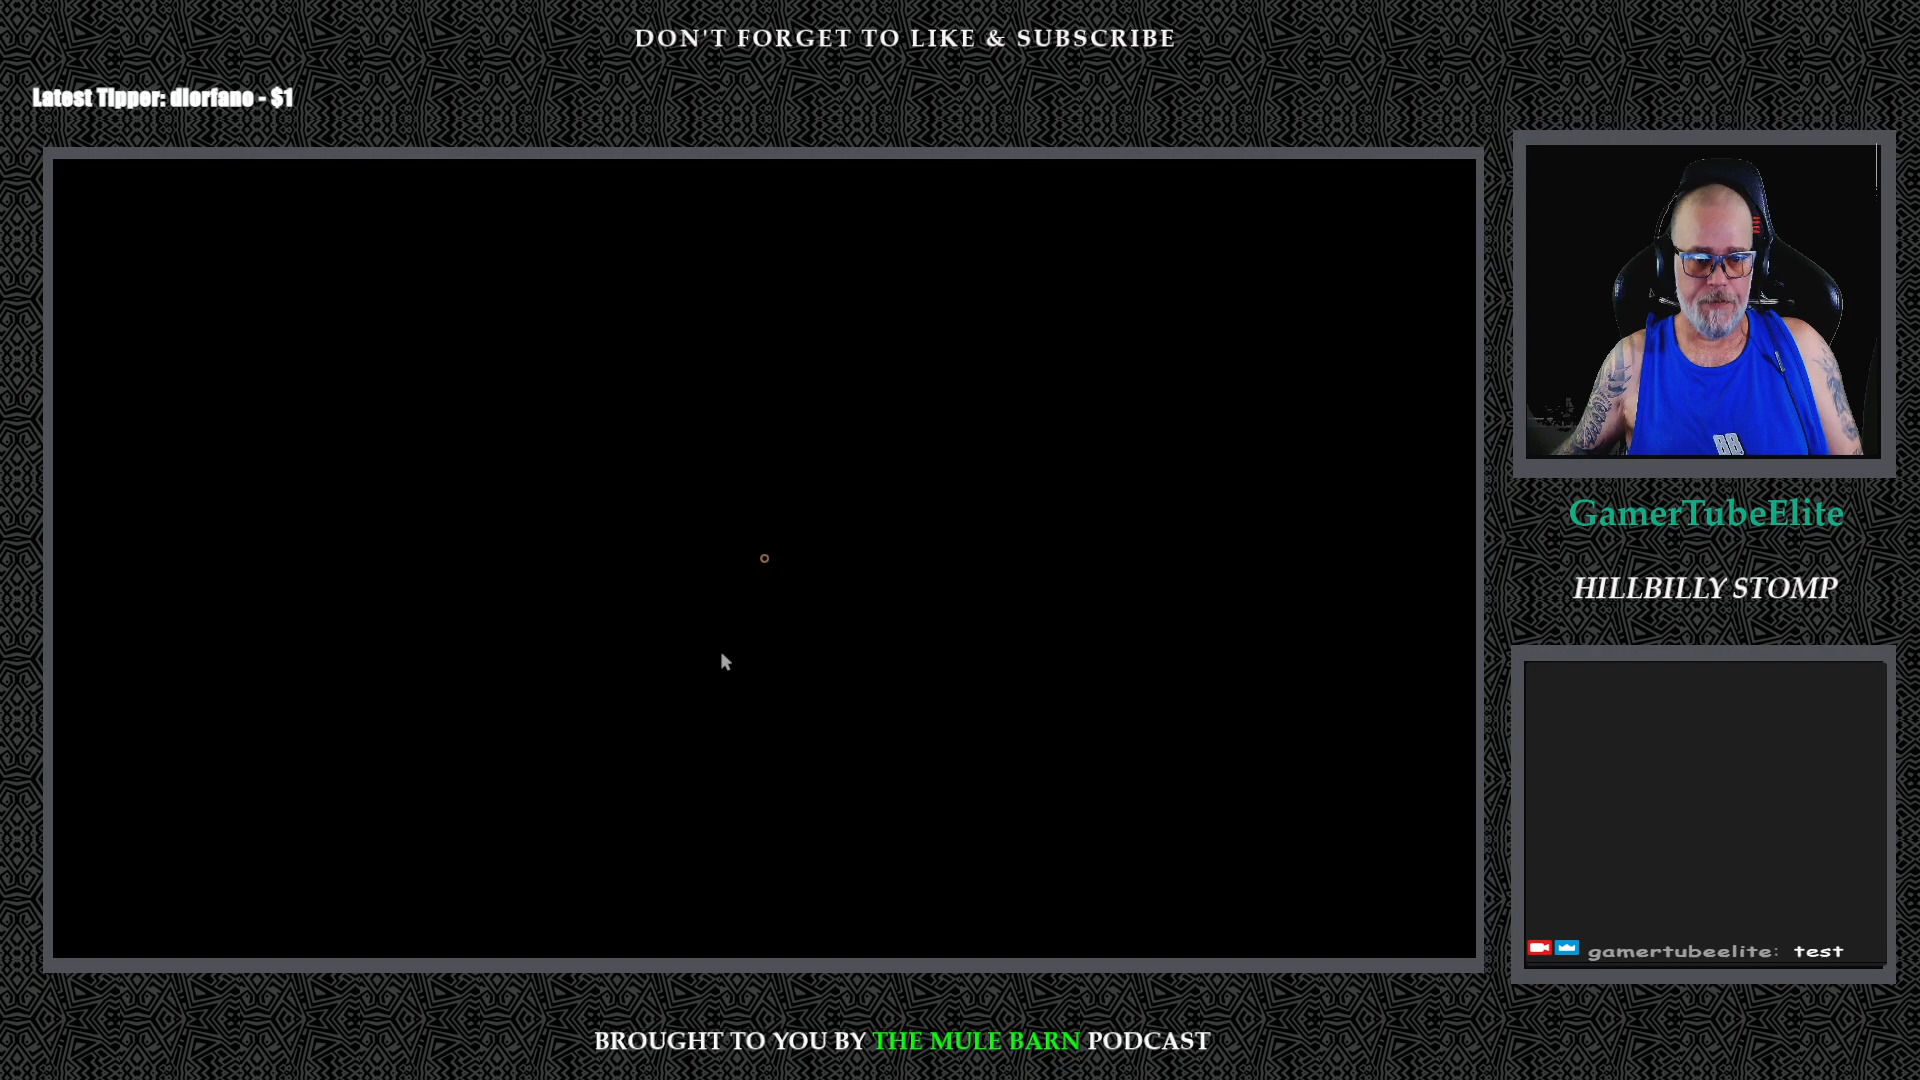 DON'T FORGET TO LIKE & SUBSCRIBE
Latest Tipper: diorfano - $1
88
GamerTubeElite
HILLBILLY STOMP
gamertubeelite: test
BROUGHT TO YOU BY THE MULE BARN PODCAST